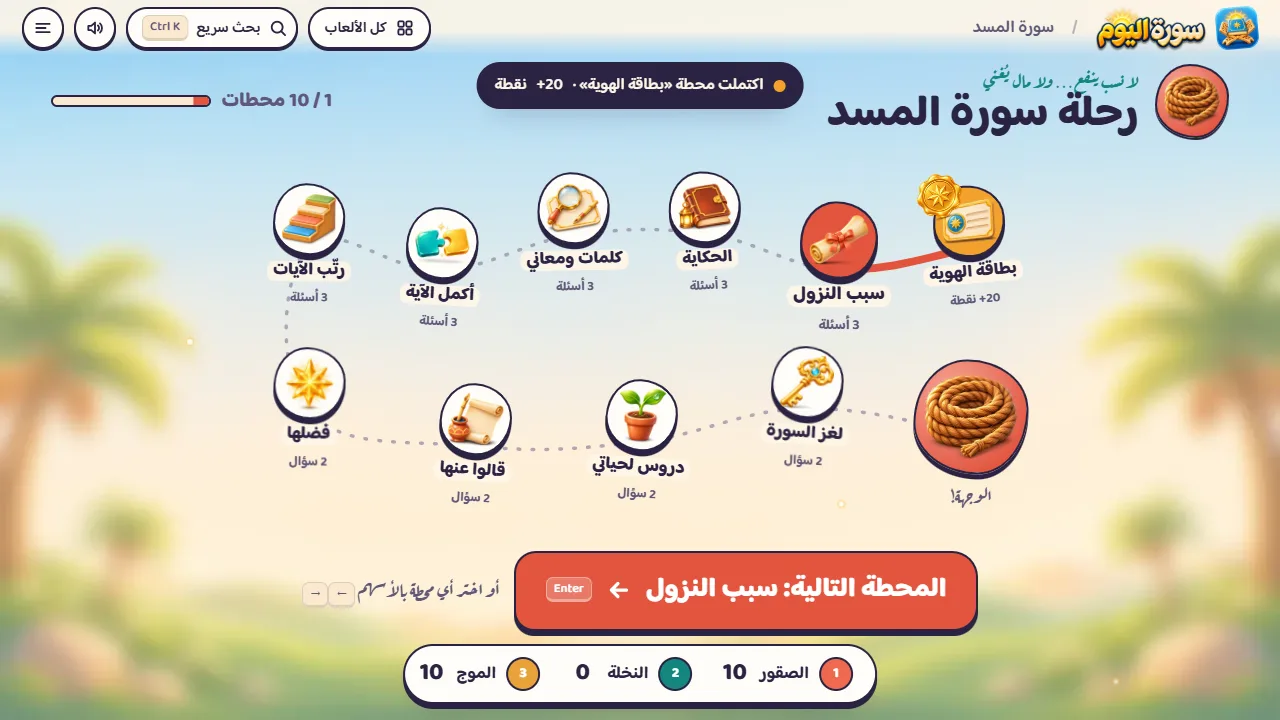 سورة اليوم
/
سورة المسد
كل الألعاب
بحث سريع
Ctrl K
لا نسب ينفع... ولا مال يُغني
رحلة سورة المسد
اكتملت محطة «بطاقة الهوية» · +20 نقطة
1 / 10 محطات
بطاقة الهوية
+20 نقطة
سبب النزول
3 أسئلة
الحكاية
3 أسئلة
كلمات ومعاني
3 أسئلة
أكمل الآية
3 أسئلة
رتّب الآيات
3 أسئلة
الوجهة!
لغز السورة
2 سؤال
دروس لحياتي
2 سؤال
قالوا عنها
2 سؤال
فضلها
2 سؤال
المحطة التالية: سبب النزول ← Enter
أو اختر أي محطة بالأسهم ← →
1 الصقور 10
2 النخلة 0
3 الموج 10